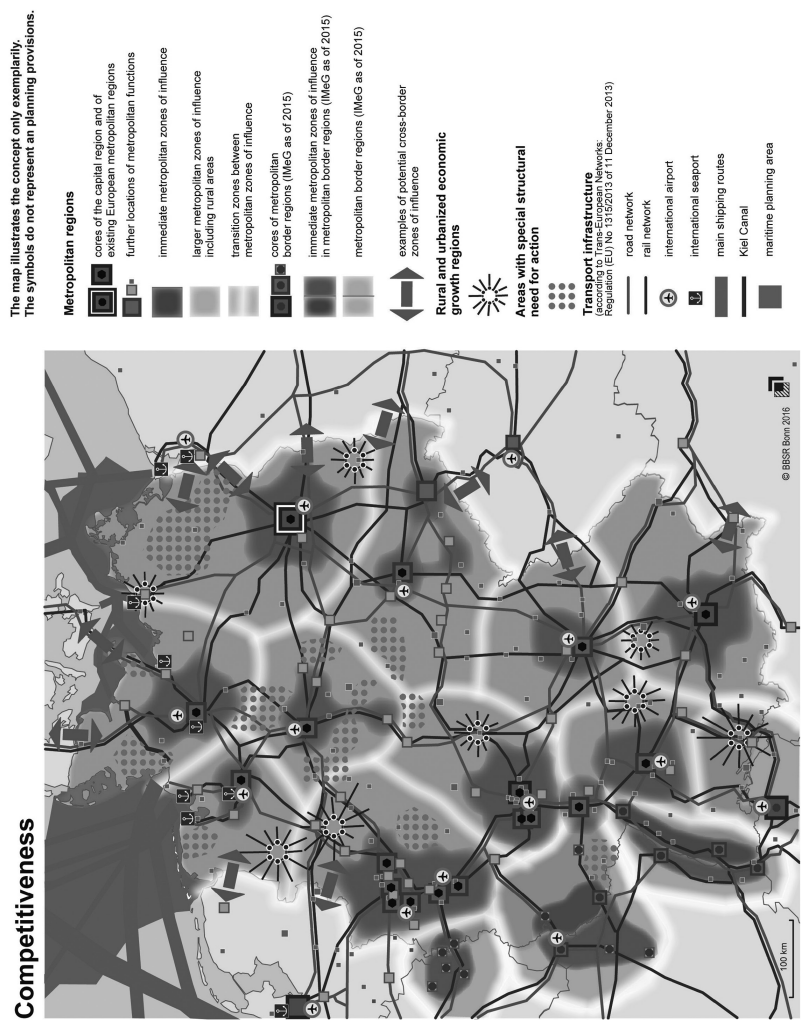 Competitiveness
100 km
© BBSR Bonn 2016
The map illustrates the concept only exemplarily.
The symbols do not represent an planning provisions.
Metropolitan regions
cores of the capital region and of
existing European metropolitan regions
further locations of metropolitan functions
immediate metropolitan zones of influence
larger metropolitan zones of influence
including rural areas
transition zones between
metropolitan zones of influence
cores of metropolitan
border regions (IMeG as of 2015)
immediate metropolitan zones of influence
in metropolitan border regions (IMeG as of 2015)
metropolitan border regions (IMeG as of 2015)
examples of potential cross-border
zones of influence
Rural and urbanized economic
growth regions
Areas with special structural
need for action
Transport infrastructure
(according to Trans-European Networks:
Regulation (EU) No 1315/2013 of 11 December 2013)
road network
rail network
international airport
international seaport
main shipping routes
Kiel Canal
maritime planning area